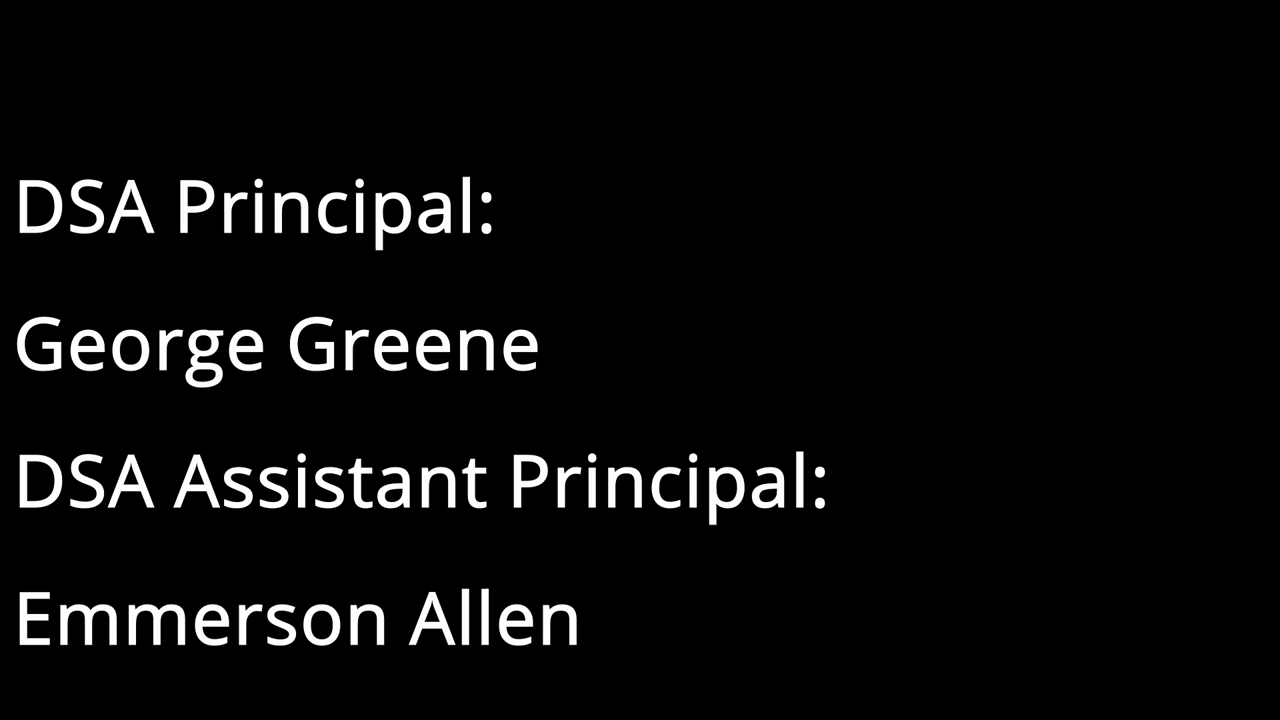 DSA Principal:
George Greene
DSA Assistant Principal:
Emmerson Allen